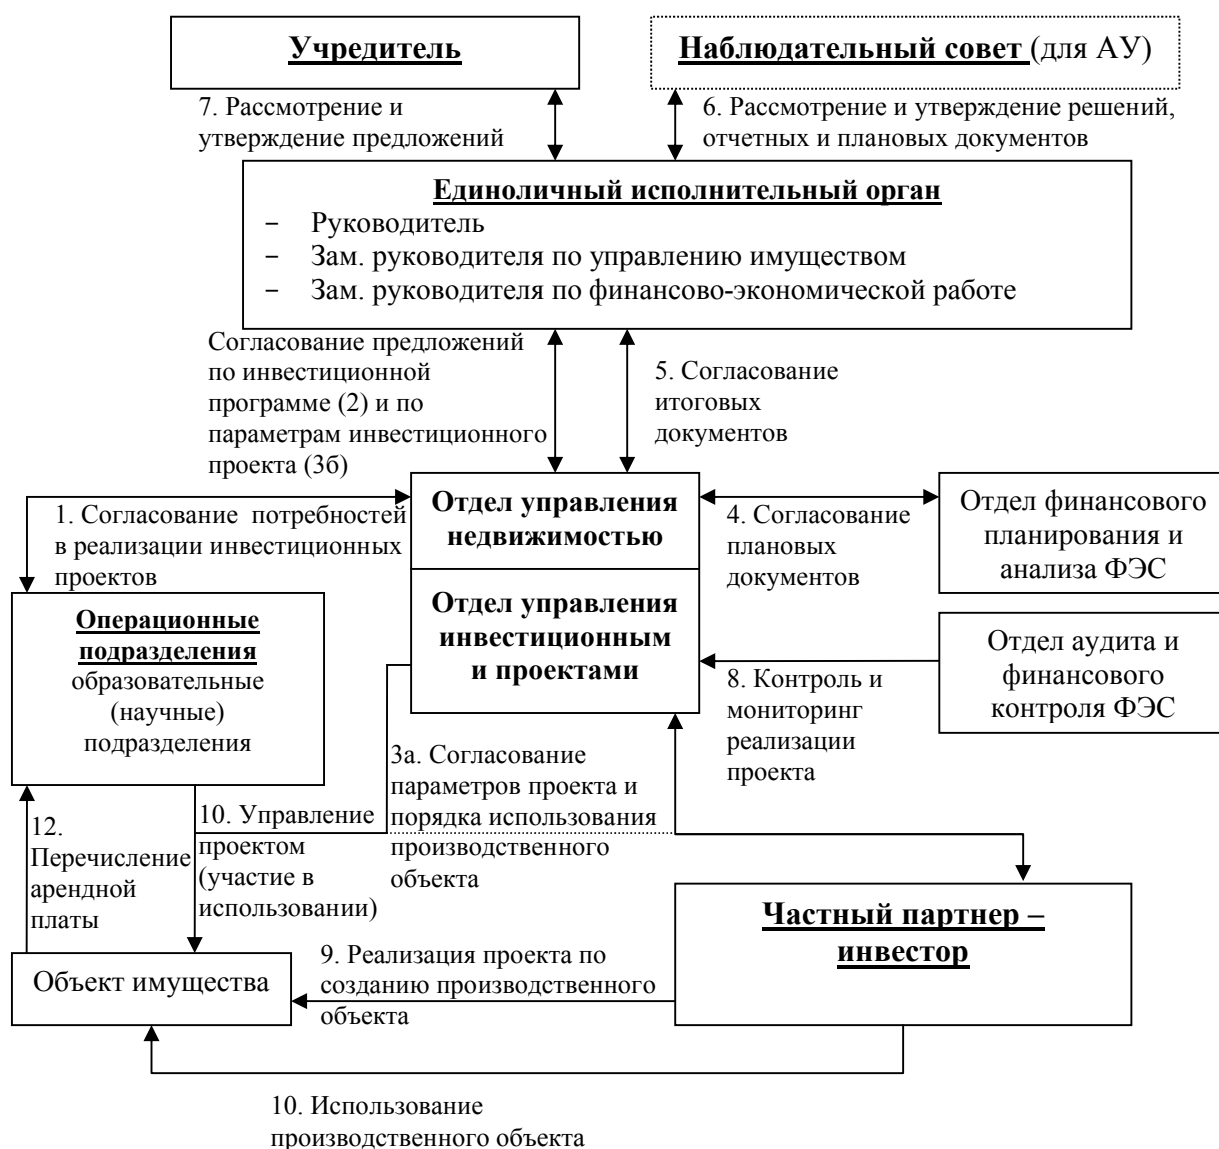 Учредитель
Наблюдательный совет (для АУ)
7. Рассмотрение и
утверждение предложений
6. Рассмотрение и утверждение решений,
отчетных и плановых документов
Единоличный исполнительный орган
- Руководитель
- Зам. руководителя по управлению имуществом
- Зам. руководителя по финансово-экономической работе
Согласование предложений
по инвестиционной
программе (2) и по
параметрам инвестиционного
проекта (3б)
5. Согласование
итоговых
документов
1. Согласование потребностей
в реализации инвестиционных
проектов
Отдел управления
недвижимостью
4. Согласование
плановых
документов
Отдел финансового
планирования и
анализа ФЭС
Операционные
подразделения
образовательные
(научные)
подразделения
Отдел управления
инвестиционным
и проектами
8. Контроль и
мониторинг
реализации
проекта
Отдел аудита и
финансового
контроля ФЭС
3а. Согласование
параметров проекта и
порядка использования
производственного
объекта
10. Управление
проектом
(участие в
использовании)
12.
Перечисление
арендной
платы
Частный партнер –
инвестор
Объект имущества
9. Реализация проекта по
созданию производственного
объекта
10. Использование
производственного объекта